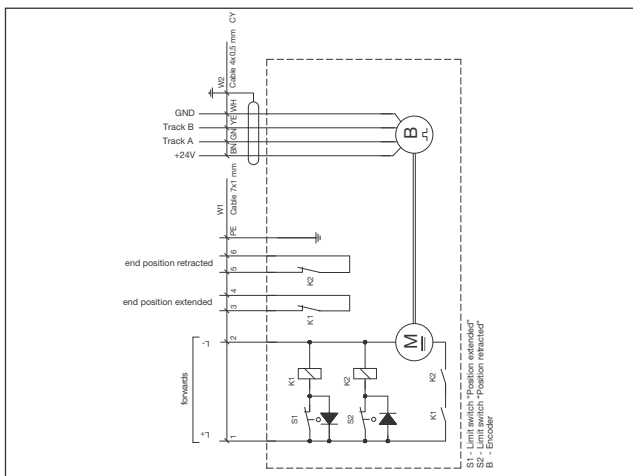 W2 Cable 4x0,5 mm CY
GND WH
Track B YE
Track A GN
+24V BN
B
W1 Cable 7x1 mm
PE
6
end position retracted
5
K2
4
end position extended
3
K1
2
L-
forwards
L+
1
K1
K2
S1
S2
M
K2
K1
S1 - Limit switch "Position extended"
S2 - Limit switch "Position retracted"
B - Encoder